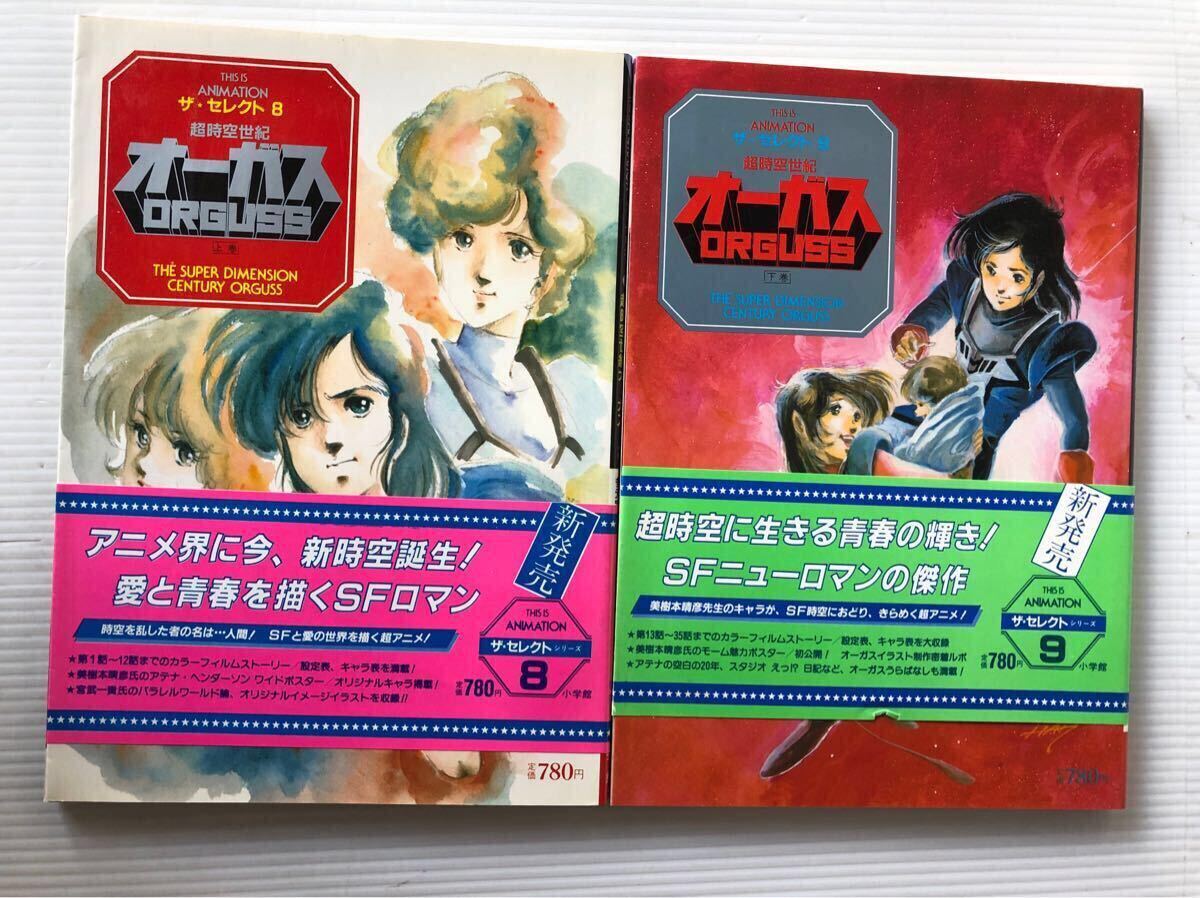 THIS IS
ANIMATION
ザ・セレクト 8
超時空世紀
オーガス
ORGUSS
上巻
THE SUPER DIMENSION
CENTURY ORGUSS
新発売
アニメ界に今、新時空誕生!
愛と青春を描くSFロマン
時空を乱した者の名は…人間! SFと愛の世界を描く超アニメ!
★第1話〜12話までのカラーフィルムストーリー/設定表、キャラ表を満載!
★美樹本晴彦氏のアテナ・ヘンダーソン ワイドポスター/オリジナルキャラ掲載!
★宮武一貴氏のパラレルワールド論、オリジナルイメージイラストを収録!!
THIS IS
ANIMATION
ザ・セレクトシリーズ
8
定価780円
小学館
定価780円
THIS IS
ANIMATION
ザ・セレクト 9
超時空世紀
オーガス
ORGUSS
下巻
THE SUPER DIMENSION
CENTURY ORGUSS
新発売
超時空に生きる青春の輝き!
SFニューロマンの傑作
美樹本晴彦先生のキャラが、SF時空におどり、きらめく超アニメ!
★第13話〜35話までのカラーフィルムストーリー/設定表、キャラ表を大収録
★美樹本晴彦氏のモーム魅力ポスター/初公開! オーガスイラスト制作密着ルポ
★アテナの空白の20年、スタジオ えっ!? 日記など、オーガスうらばなしも満載!
THIS IS
ANIMATION
ザ・セレクトシリーズ
9
定価780円
小学館
定価780円